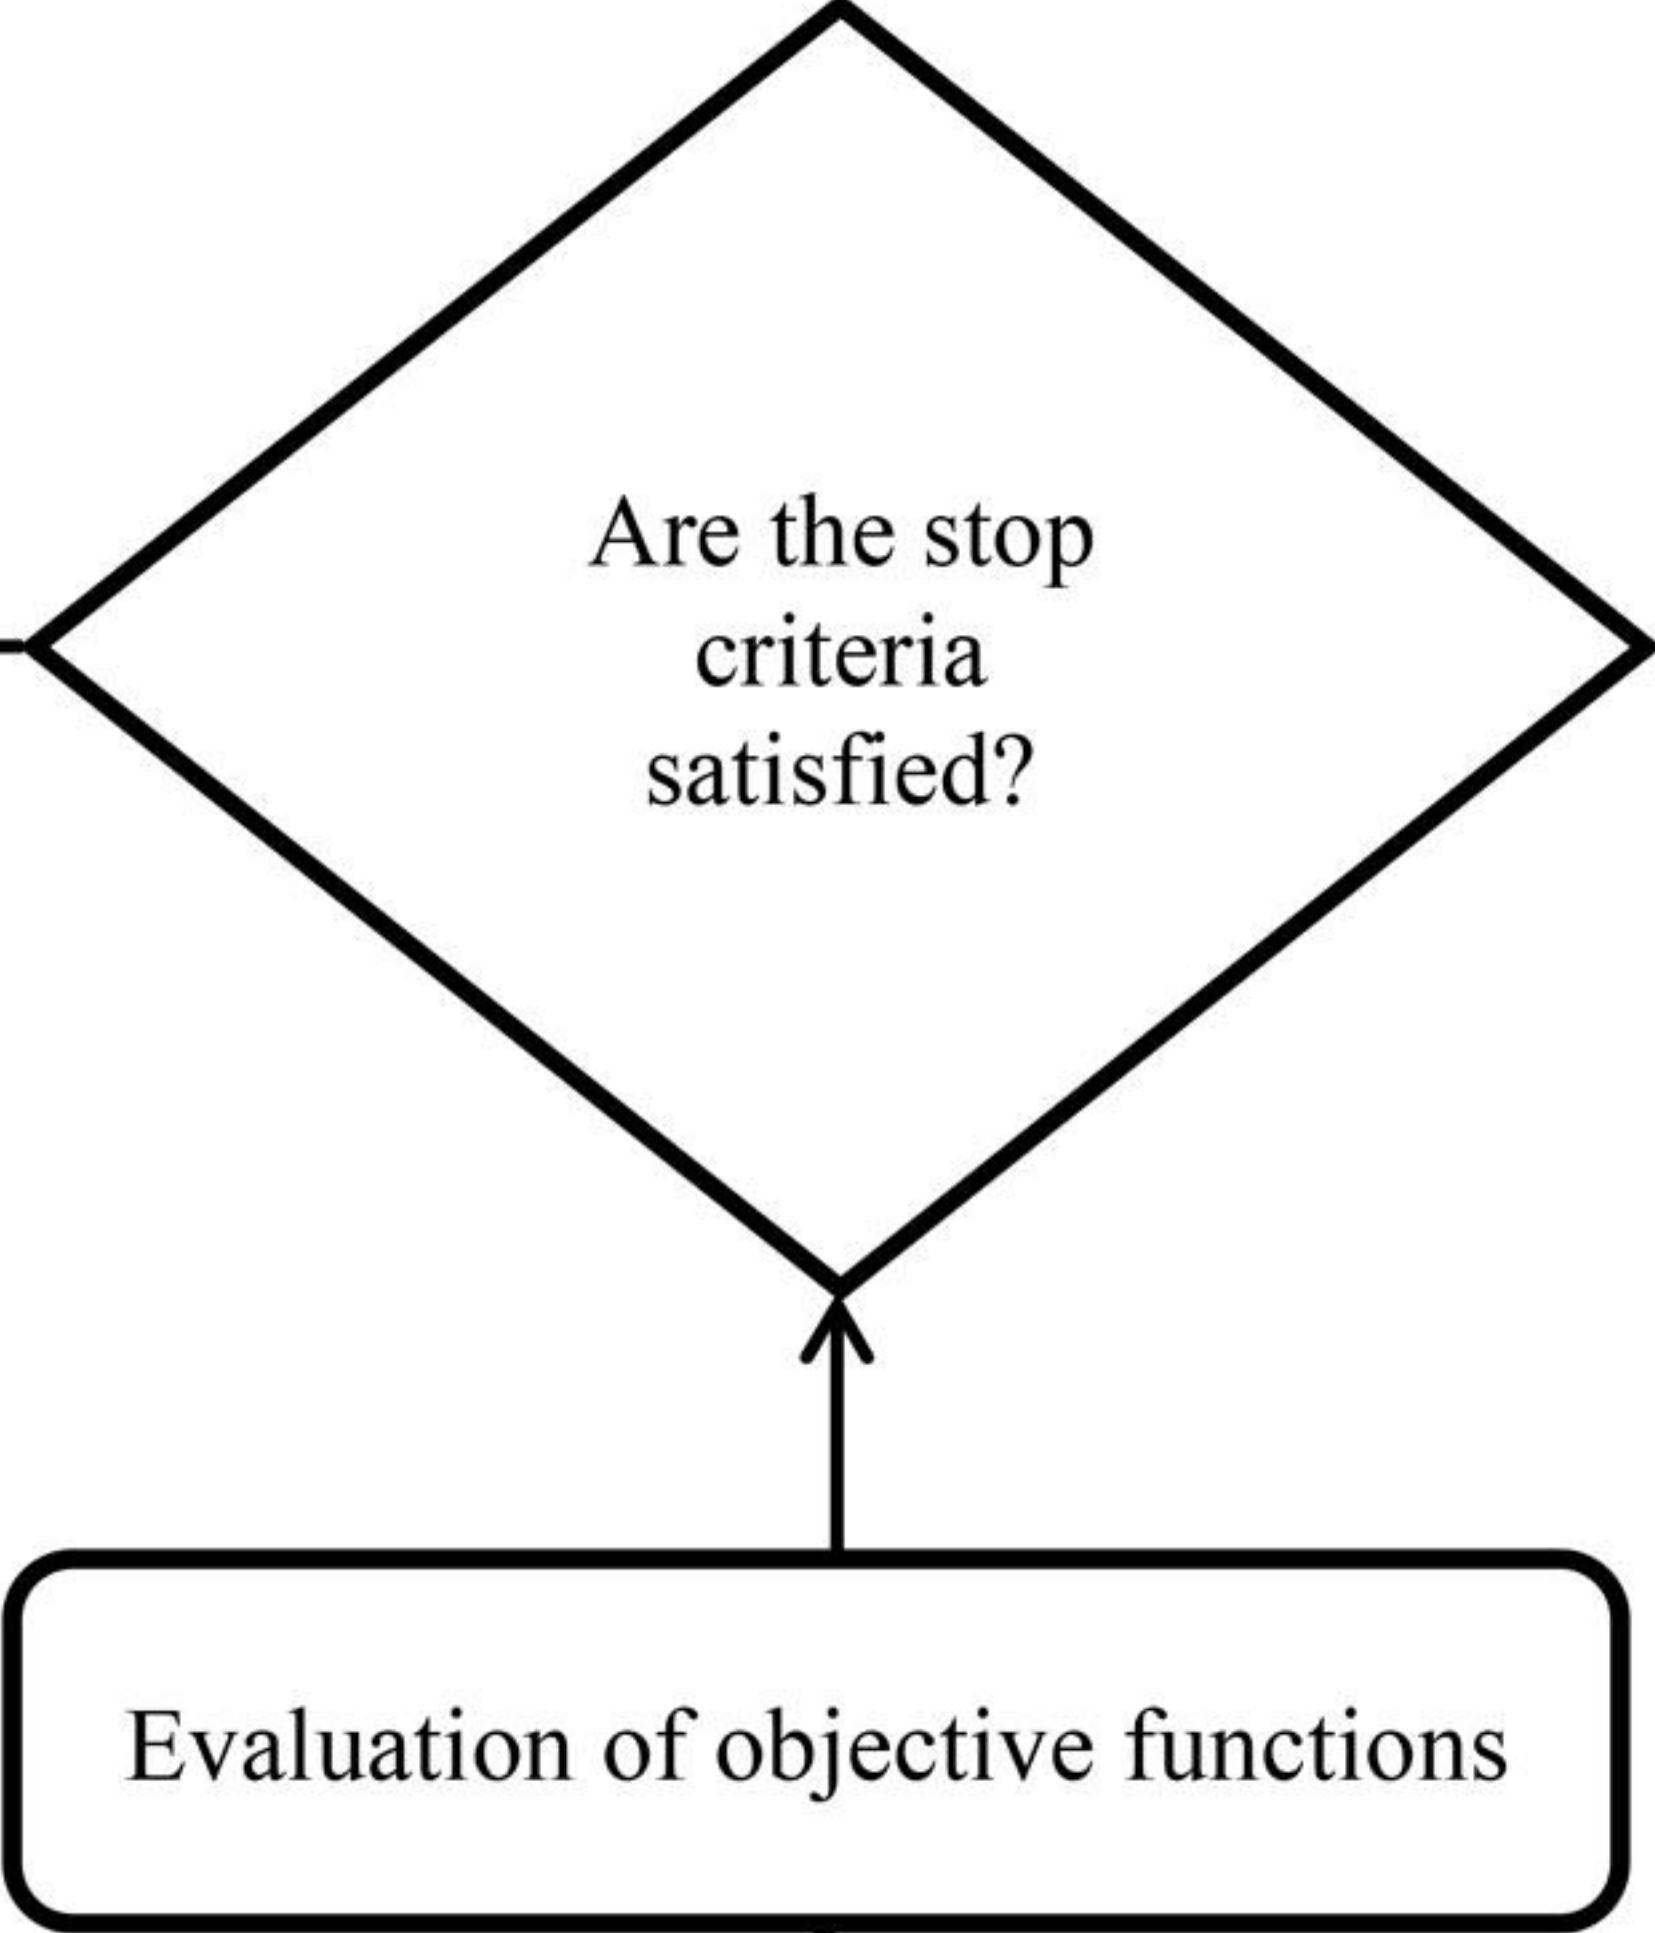 Are the stop
criteria
satisfied?
Evaluation of objective functions